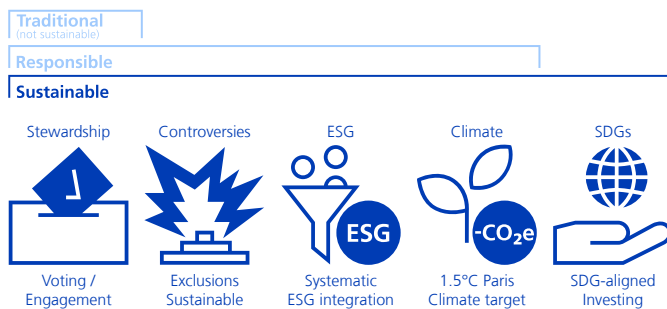 Traditional
(not sustainable)
Responsible
Sustainable
Stewardship
Controversies
ESG
Climate
SDGs
ESG
-CO₂e
Voting /
Engagement
Exclusions
Sustainable
Systematic
ESG integration
1.5°C Paris
Climate target
SDG-aligned
Investing